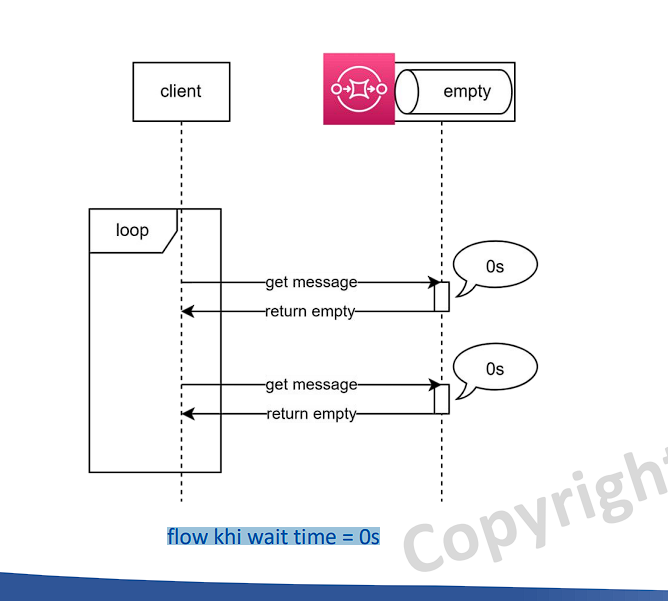 client
empty
loop
0s
get message
return empty
0s
get message
return empty
flow khi wait time = 0s
Copyright